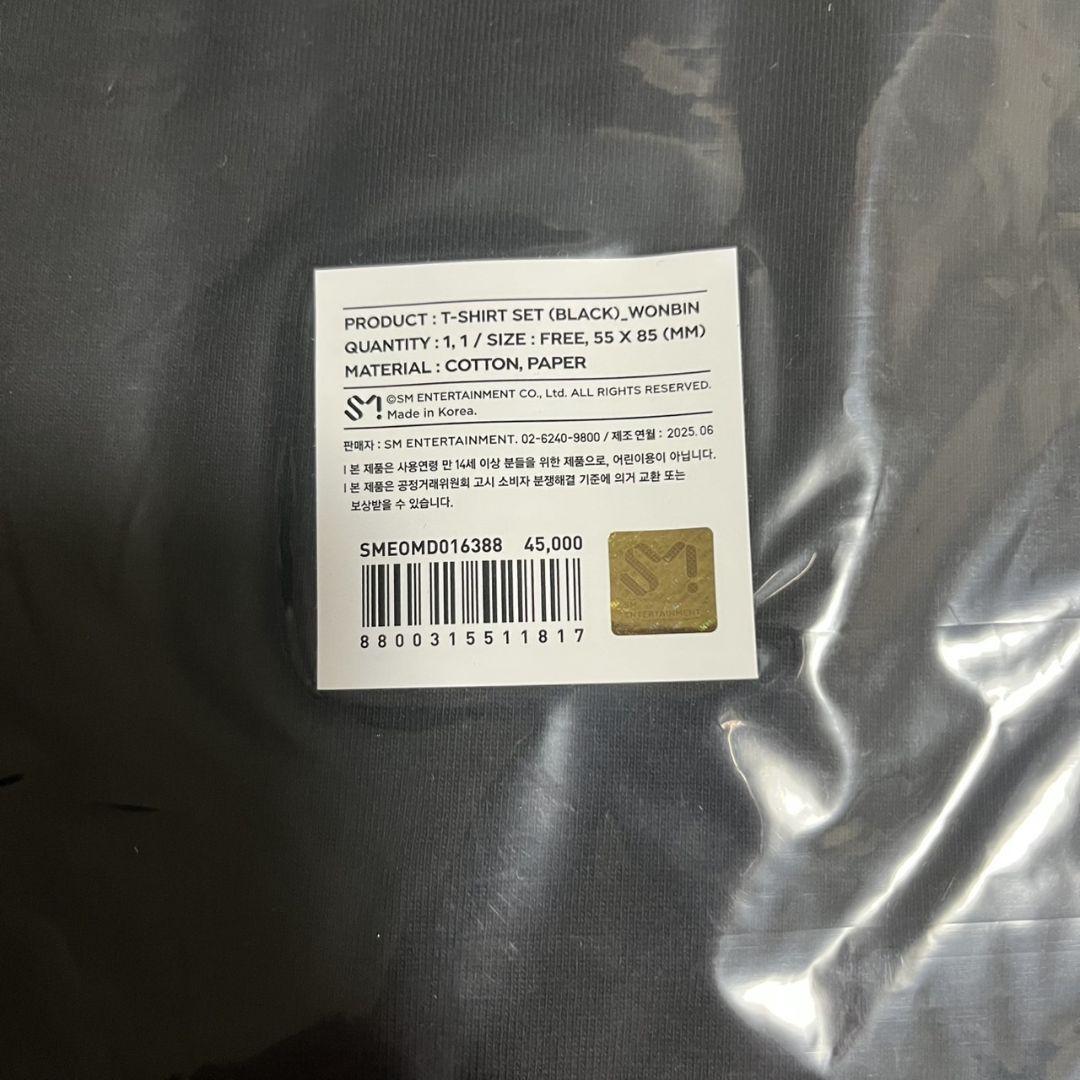 PRODUCT : T-SHIRT SET (BLACK)_WONBIN
QUANTITY : 1, 1 / SIZE : FREE, 55 X 85 (MM)
MATERIAL : COTTON, PAPER
SM ©SM ENTERTAINMENT CO., Ltd. ALL RIGHTS RESERVED.
Made in Korea.
판매자 : SM ENTERTAINMENT. 02-6240-9800 / 제조 연월 : 2025. 06
l 본 제품은 사용연령 만 14세 이상 분들을 위한 제품으로, 어린이용이 아닙니다.
l 본 제품은 공정거래위원회 고시 소비자 분쟁해결 기준에 의거 교환 또는
보상받을 수 있습니다.
SMEOMD016388 45,000
8800315511817
SM
SM
ENTERTAINMENT